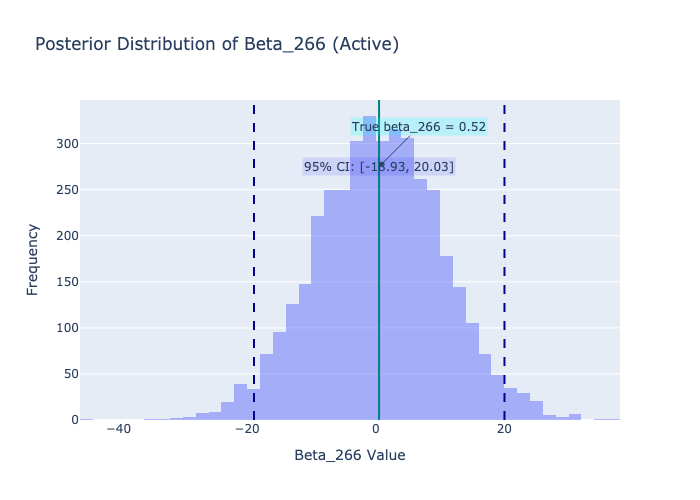 Posterior Distribution of Beta_266 (Active)
True beta_266 = 0.52
95% CI: [-18.93, 20.03]
300
250
200
150
100
50
0
Frequency
−40
−20
0
20
Beta_266 Value